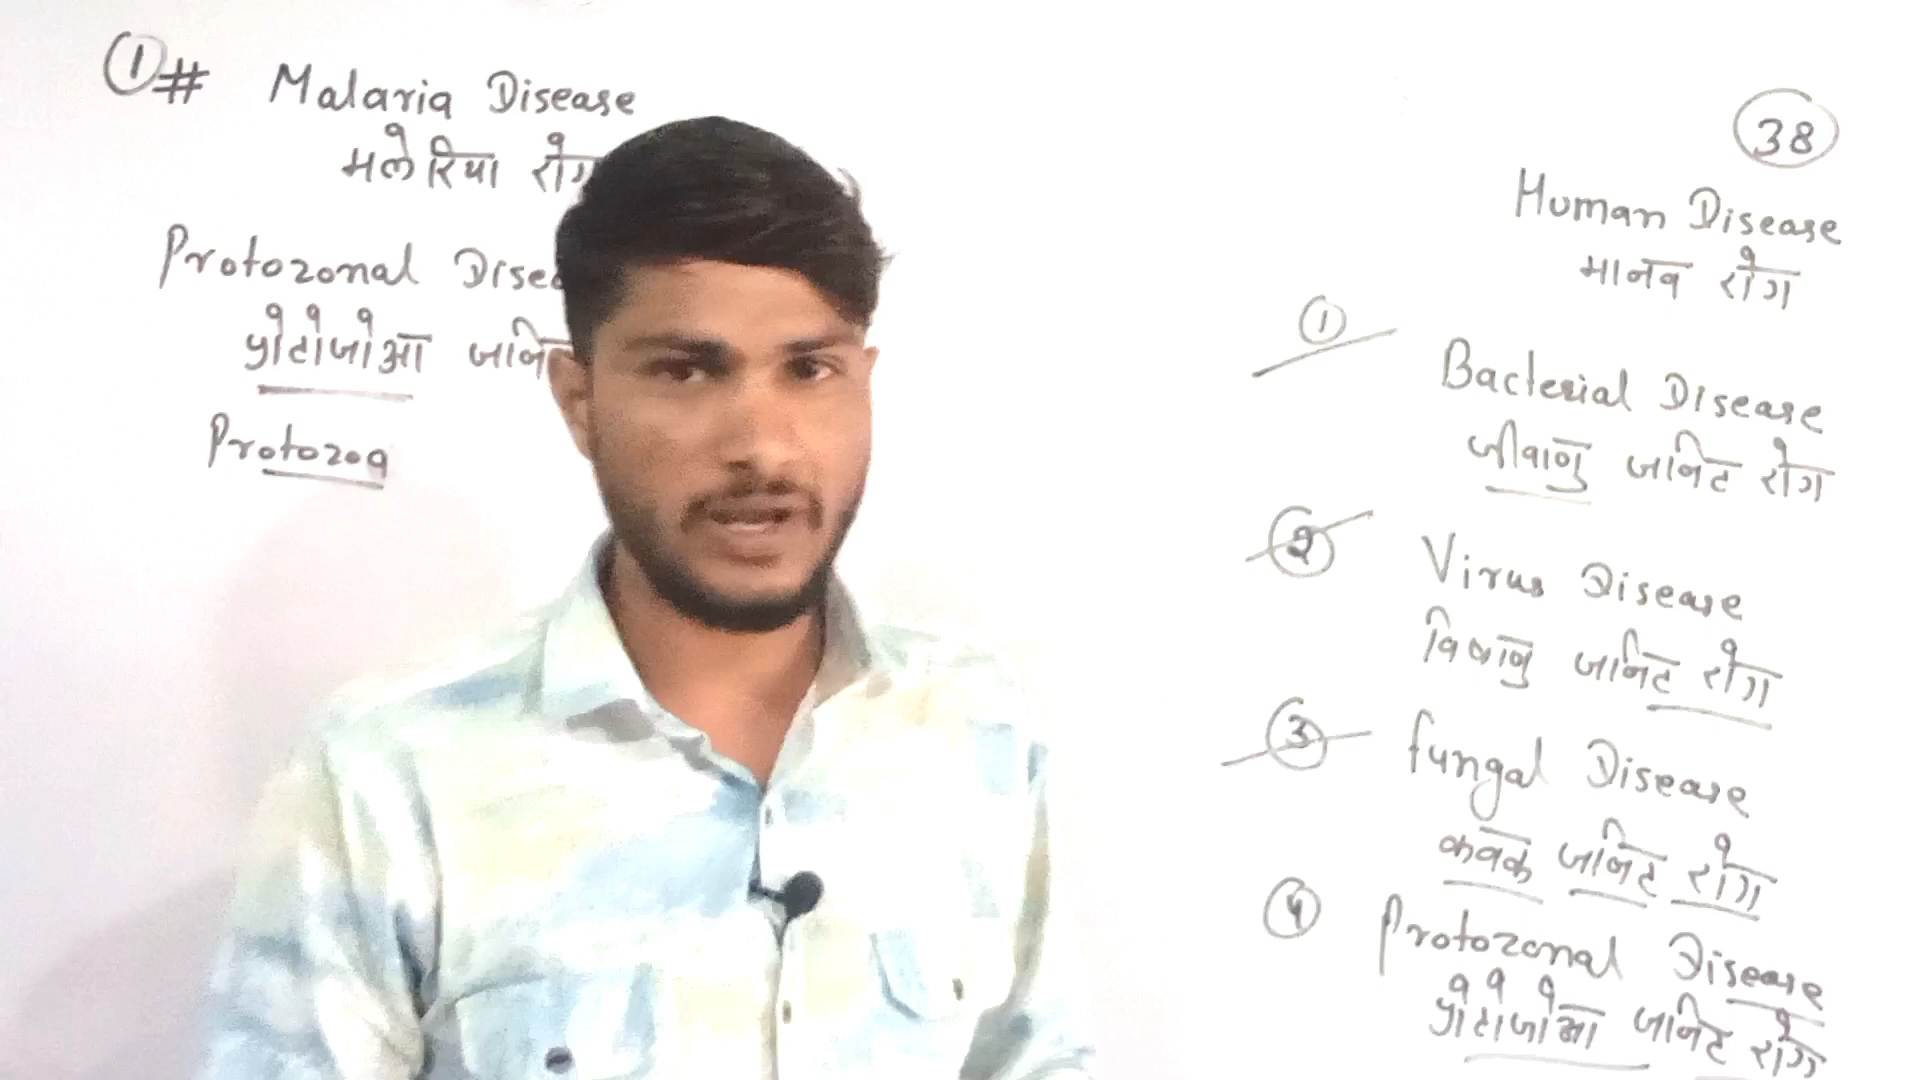 ① # Malaria Disease
मलेरिया रोग
Protozonal
प्रोटोजोआ
Protozoa
38
Human Disease
मानव रोग
① Bacterial Disease
जीवाणु जनित रोग
② Virus Disease
विषाणु जनित रोग
③ fungal Disease
कवक जनित रोग
④ Protozonal Disease
प्रोटोजोआ जनित रोग